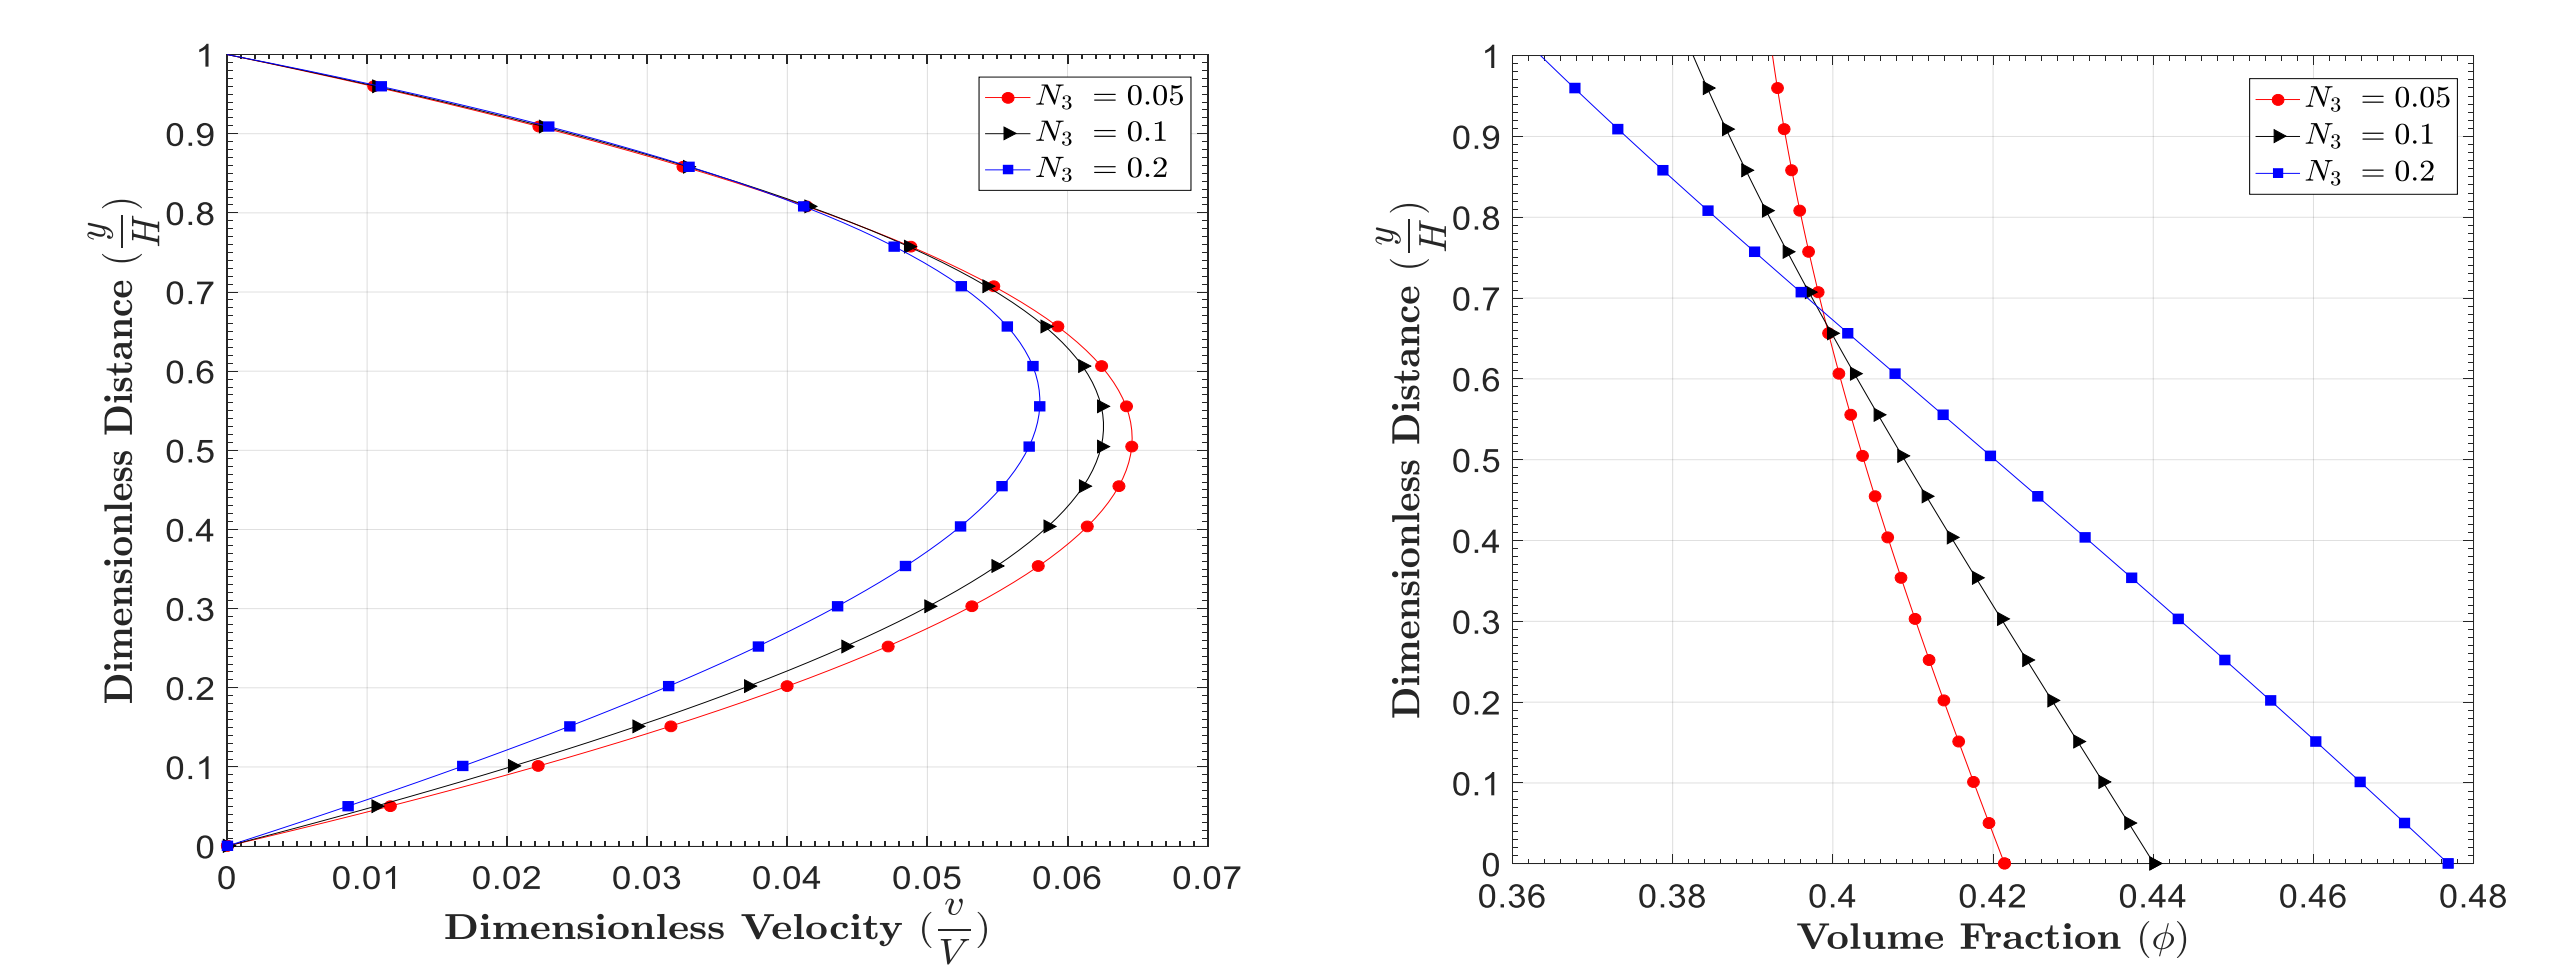 1
0.9
0.8
0.7
0.6
0.5
0.4
0.3
0.2
0.1
0
Dimensionless Distance (y/H)
N₃ = 0.05
N₃ = 0.1
N₃ = 0.2
0 0.01 0.02 0.03 0.04 0.05 0.06 0.07
Dimensionless Velocity (v/V)
1
0.9
0.8
0.7
0.6
0.5
0.4
0.3
0.2
0.1
0
Dimensionless Distance (y/H)
N₃ = 0.05
N₃ = 0.1
N₃ = 0.2
0.36 0.38 0.4 0.42 0.44 0.46 0.48
Volume Fraction (ϕ)